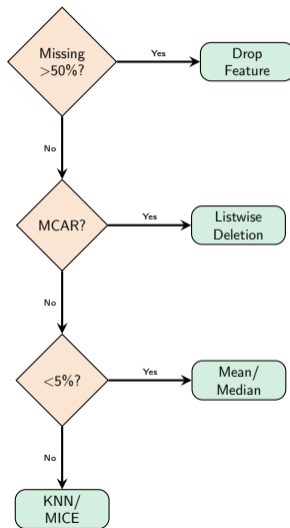 Missing
>50%?
Yes
Drop
Feature
No
MCAR?
Yes
Listwise
Deletion
No
<5%?
Yes
Mean/
Median
No
KNN/
MICE